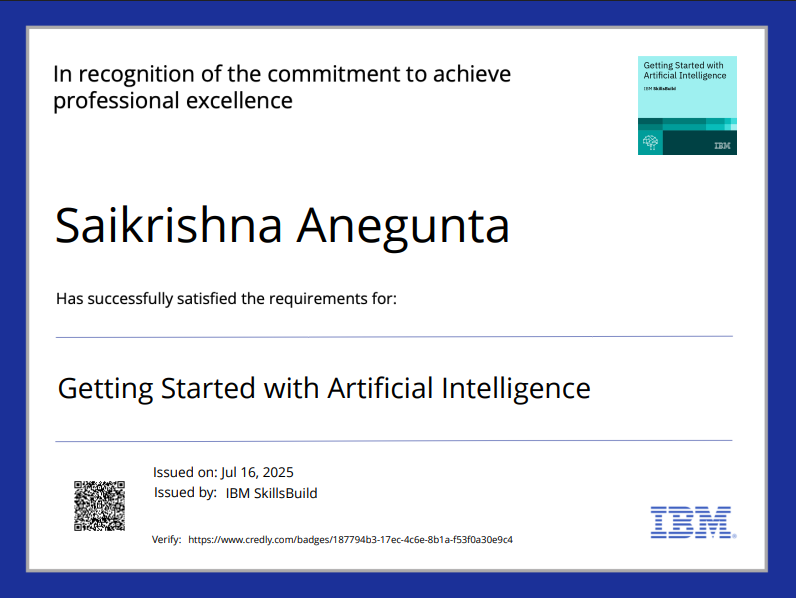 In recognition of the commitment to achieve
professional excellence
Getting Started with
Artificial Intelligence
IBM SkillsBuild
IBM
Saikrishna Anegunta
Has successfully satisfied the requirements for:
Getting Started with Artificial Intelligence
Issued on: Jul 16, 2025
Issued by: IBM SkillsBuild
Verify: https://www.credly.com/badges/187794b3-17ec-4c6e-8b1a-f53f0a30e9c4
IBM